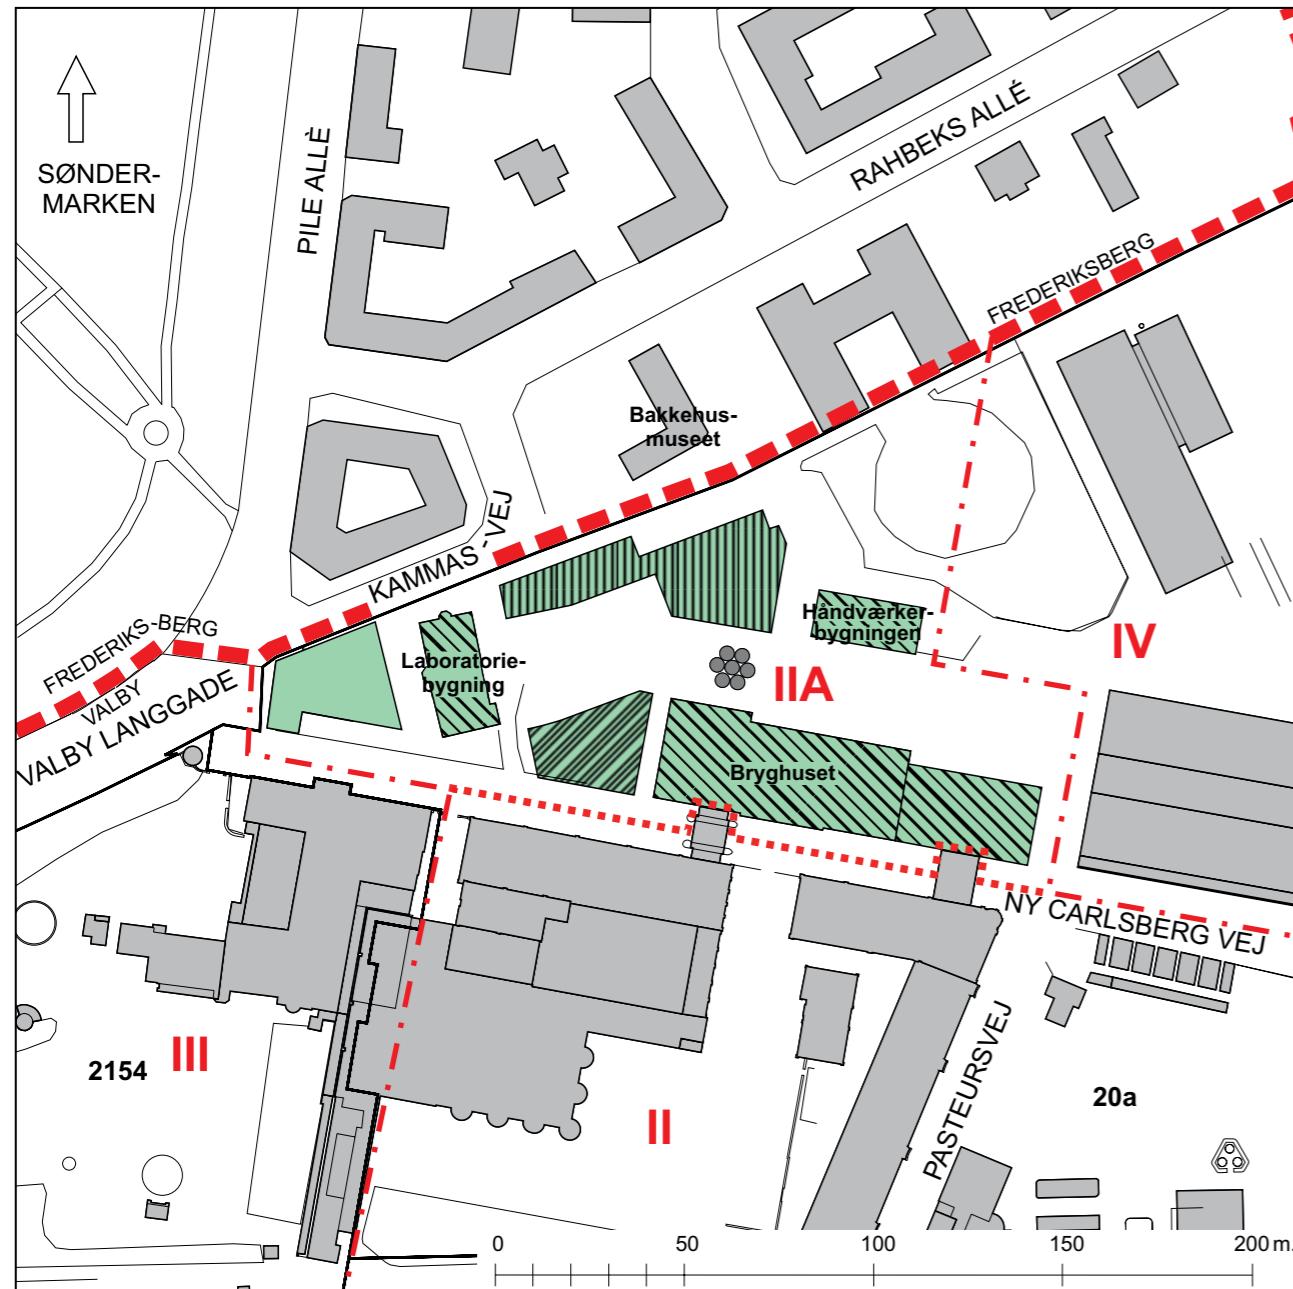 SØNDER-
MARKEN
PILE ALLÈ
RAHBEKS ALLÉ
FREDERIKSBERG
Bakkehus-
museet
KAMMAS - VEJ
FREDERIKS-BERG
VALBY
VALBY LANGGADE
Laboratorie-
bygning
Håndværker-
bygningen
IV
IIA
Bryghuset
NY CARLSBERG VEJ
PASTEURSVEJ
III
2154
II
20a
0 50 100 150 200 m.